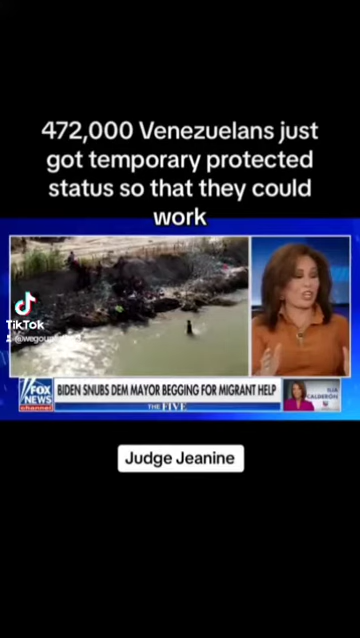 472,000 Venezuelans just
got temporary protected
status so that they could
work
TikTok
FOX
NEWS
channel
BIDEN SNUBS DEM MAYOR BEGGING FOR MIGRANT HELP
THE FIVE
CALDERÓN
Judge Jeanine